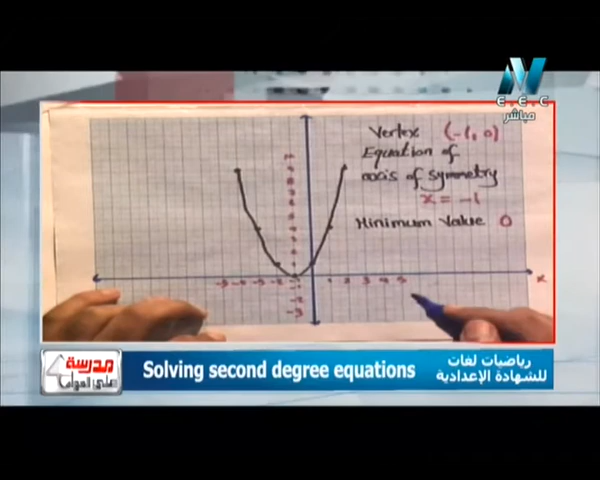 E.E.C
مباشر
Vertex (-1, 0)
Equation of
axis of symmetry
x = -1
Minimum Value 0
x
مدرسة
على الهواء
Solving second degree equations
رياضيات لغات
للشهادة الإعدادية